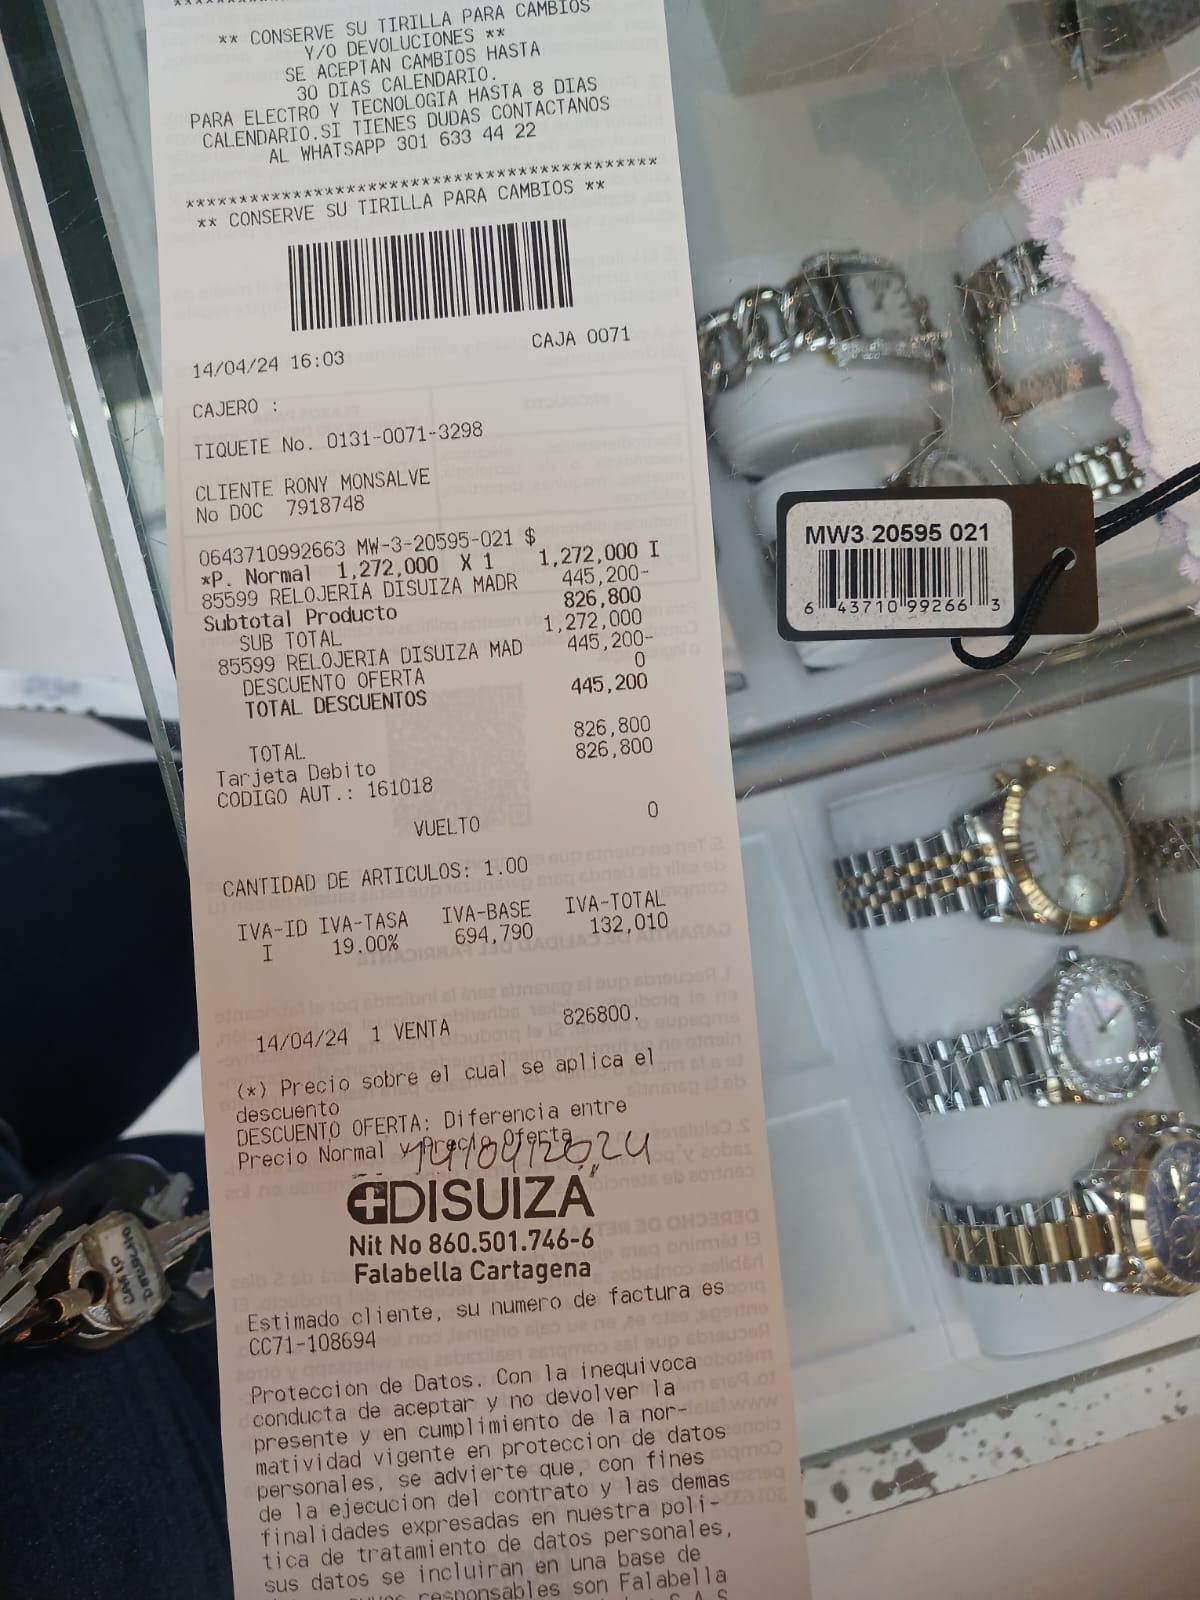 ** CONSERVE SU TIRILLA PARA CAMBIOS
Y/O DEVOLUCIONES **
SE ACEPTAN CAMBIOS HASTA
30 DIAS CALENDARIO.
PARA ELECTRO Y TECNOLOGIA HASTA 8 DIAS
CALENDARIO.SI TIENES DUDAS CONTACTANOS
AL WHATSAPP 301 633 44 22
****************************************
** CONSERVE SU TIRILLA PARA CAMBIOS **
14/04/24 16:03 CAJA 0071
CAJERO :
TIQUETE No. 0131-0071-3298
CLIENTE RONY MONSALVE
No DOC 7918748
0643710992663 MW-3-20595-021 $
*P. Normal 1,272,000 X 1 1,272,000 I
85599 RELOJERIA DISUIZA MADR 445,200-
Subtotal Producto 826,800
SUB TOTAL 1,272,000
85599 RELOJERIA DISUIZA MAD 445,200-
DESCUENTO OFERTA 0
TOTAL DESCUENTOS 445,200
TOTAL 826,800
Tarjeta Debito 826,800
CODIGO AUT.: 161018
VUELTO 0
CANTIDAD DE ARTICULOS: 1.00
IVA-ID IVA-TASA IVA-BASE IVA-TOTAL
I 19.00% 694,790 132,010
14/04/24 1 VENTA 826800.
(*) Precio sobre el cual se aplica el
descuento
DESCUENTO OFERTA: Diferencia entre
Precio Normal y Precio Oferta
14/04/2024
DISUIZA
Nit No 860.501.746-6
Falabella Cartagena
Estimado cliente, su numero de factura es
CC71-108694
Proteccion de Datos. Con la inequivoca
conducta de aceptar y no devolver la
presente y en cumplimiento de la nor-
matividad vigente en proteccion de datos
personales, se advierte que, con fines
de la ejecucion del contrato y las demas
finalidades expresadas en nuestra poli-
tica de tratamiento de datos personales,
sus datos se incluiran en una base de
responsables son Falabella
MW3 20595 021
6 43710 99266 3